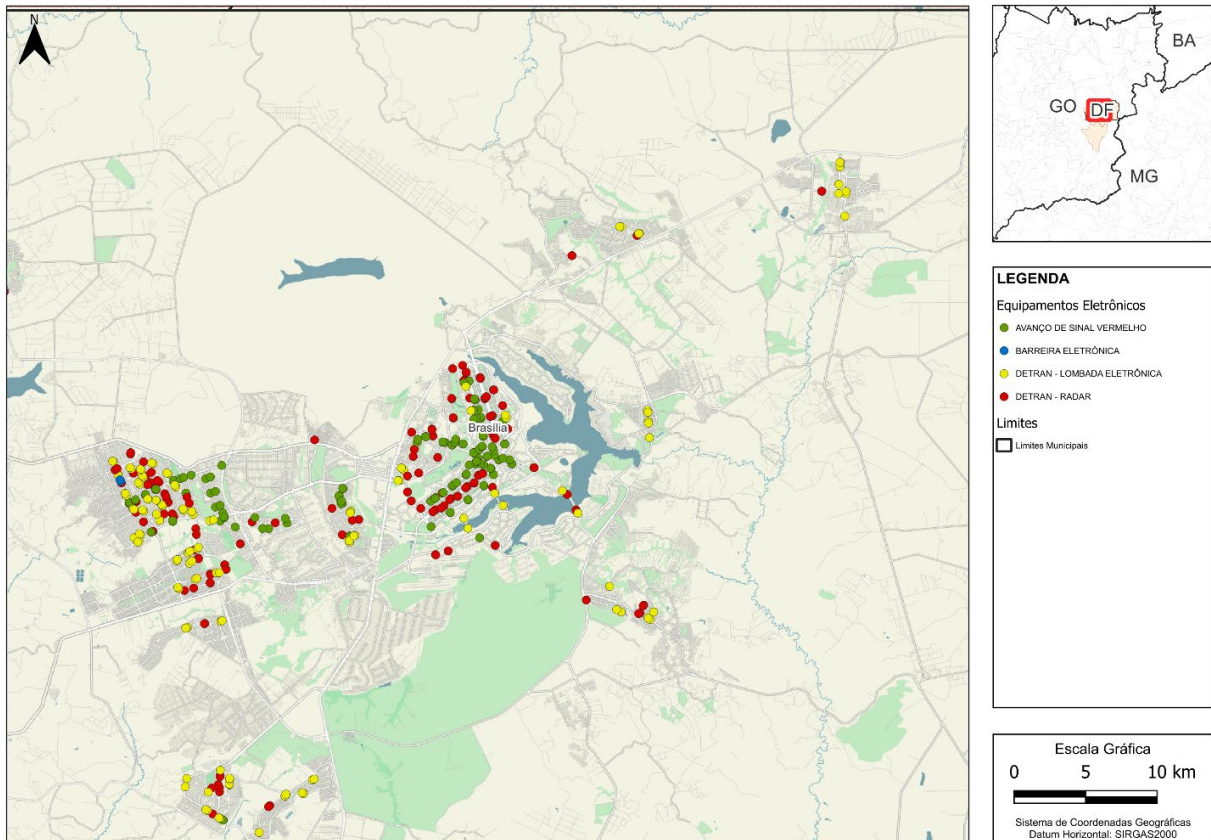 N
Brasília
BA
GO
DF
MG
LEGENDA
Equipamentos Eletrônicos
AVANÇO DE SINAL VERMELHO
BARREIRA ELETRÔNICA
DETRAN - LOMBADA ELETRÔNICA
DETRAN - RADAR
Limites
Limites Municipais
Escala Gráfica
0 5 10 km
Sistema de Coordenadas Geográficas
Datum Horizontal: SIRGAS2000